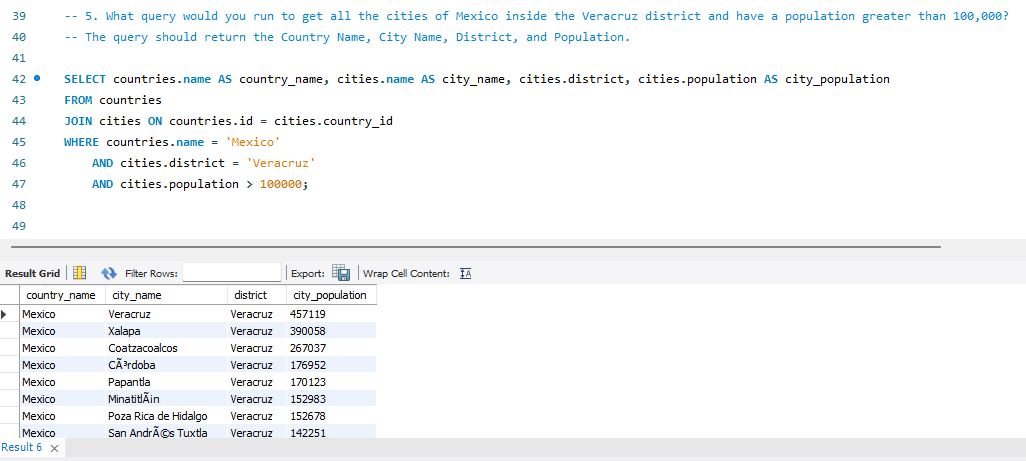 39 -- 5. What query would you run to get all the cities of Mexico inside the Veracruz district and have a population greater than 100,000?
40 -- The query should return the Country Name, City Name, District, and Population.
41
42 SELECT countries.name AS country_name, cities.name AS city_name, cities.district, cities.population AS city_population
43 FROM countries
44 JOIN cities ON countries.id = cities.country_id
45 WHERE countries.name = 'Mexico'
46 AND cities.district = 'Veracruz'
47 AND cities.population > 100000;
48
49
Result Grid Filter Rows: Export: Wrap Cell Content: IA
country_name city_name district city_population
Mexico Veracruz Veracruz 457119
Mexico Xalapa Veracruz 390058
Mexico Coatzacoalcos Veracruz 267037
Mexico CÃ³rdoba Veracruz 176952
Mexico Papantla Veracruz 170123
Mexico MinatitlÃ¡n Veracruz 152983
Mexico Poza Rica de Hidalgo Veracruz 152678
Mexico San AndrÃ©s Tuxtla Veracruz 142251
Result 6 ×